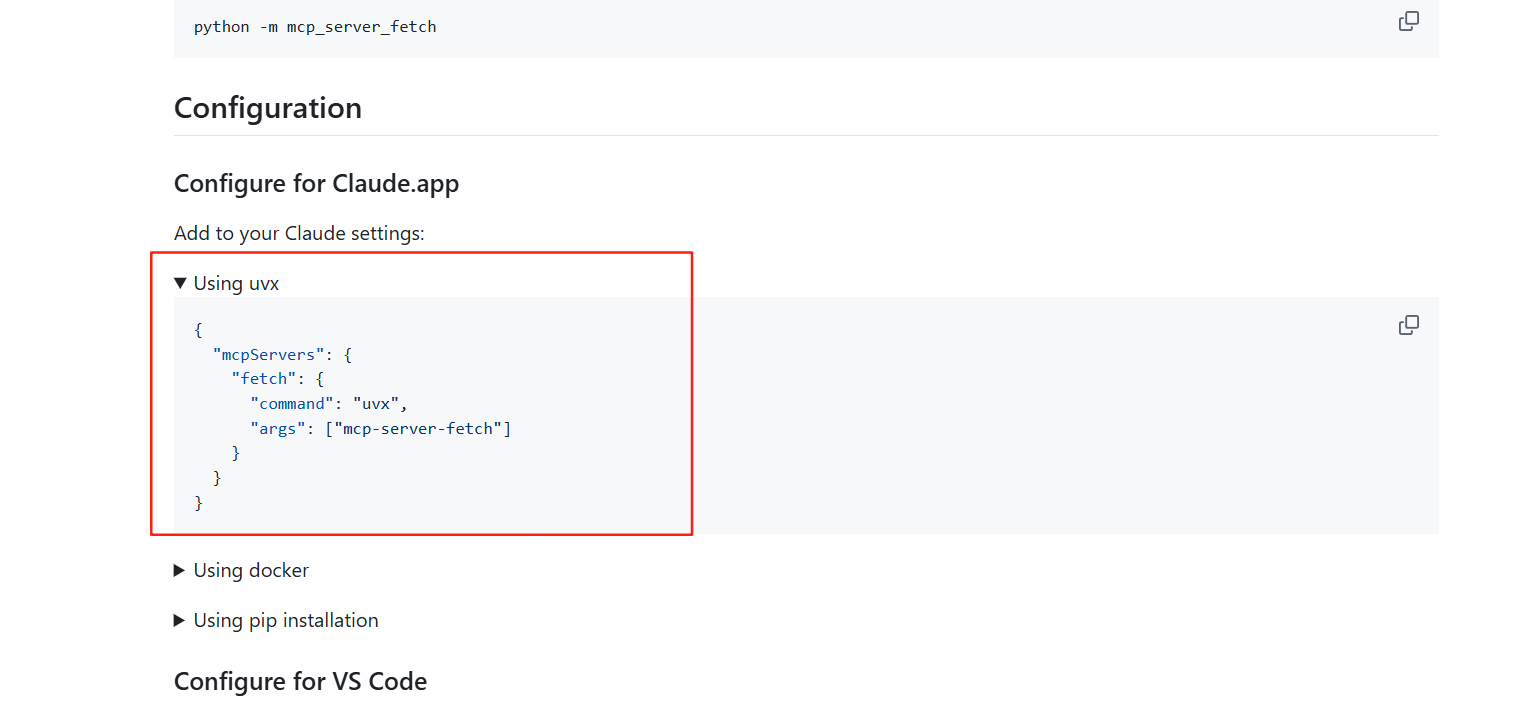 python -m mcp_server_fetch
Configuration
Configure for Claude.app
Add to your Claude settings:
▼ Using uvx
{
  "mcpServers": {
    "fetch": {
      "command": "uvx",
      "args": ["mcp-server-fetch"]
    }
  }
}
▶ Using docker
▶ Using pip installation
Configure for VS Code